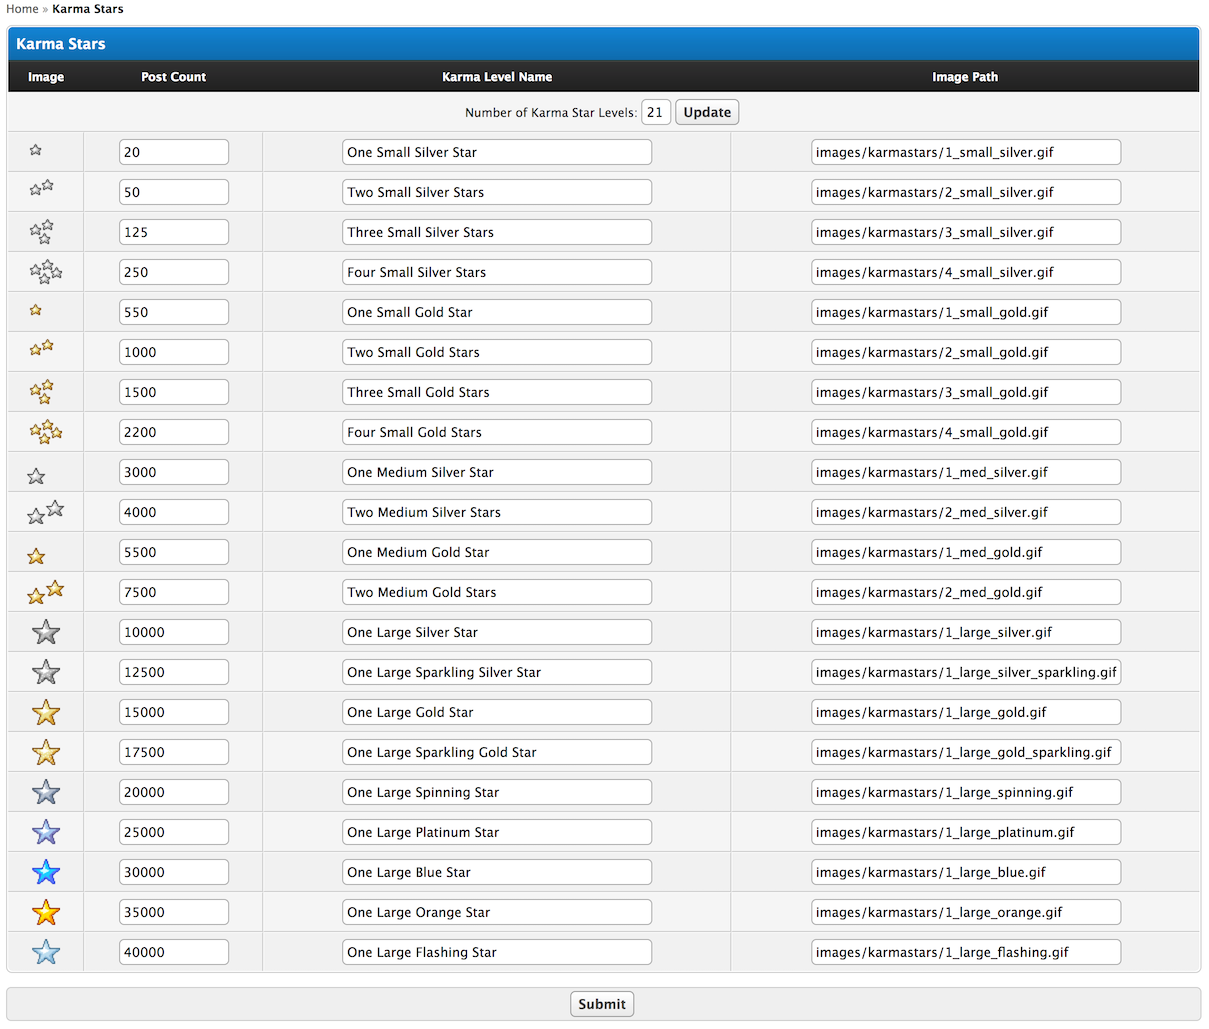 Home » Karma Stars
Karma Stars
Image Post Count Karma Level Name Image Path
Number of Karma Star Levels: 21 Update
20 One Small Silver Star images/karmastars/1_small_silver.gif
50 Two Small Silver Stars images/karmastars/2_small_silver.gif
125 Three Small Silver Stars images/karmastars/3_small_silver.gif
250 Four Small Silver Stars images/karmastars/4_small_silver.gif
550 One Small Gold Star images/karmastars/1_small_gold.gif
1000 Two Small Gold Stars images/karmastars/2_small_gold.gif
1500 Three Small Gold Stars images/karmastars/3_small_gold.gif
2200 Four Small Gold Stars images/karmastars/4_small_gold.gif
3000 One Medium Silver Star images/karmastars/1_med_silver.gif
4000 Two Medium Silver Stars images/karmastars/2_med_silver.gif
5500 One Medium Gold Star images/karmastars/1_med_gold.gif
7500 Two Medium Gold Stars images/karmastars/2_med_gold.gif
10000 One Large Silver Star images/karmastars/1_large_silver.gif
12500 One Large Sparkling Silver Star images/karmastars/1_large_silver_sparkling.gif
15000 One Large Gold Star images/karmastars/1_large_gold.gif
17500 One Large Sparkling Gold Star images/karmastars/1_large_gold_sparkling.gif
20000 One Large Spinning Star images/karmastars/1_large_spinning.gif
25000 One Large Platinum Star images/karmastars/1_large_platinum.gif
30000 One Large Blue Star images/karmastars/1_large_blue.gif
35000 One Large Orange Star images/karmastars/1_large_orange.gif
40000 One Large Flashing Star images/karmastars/1_large_flashing.gif
Submit